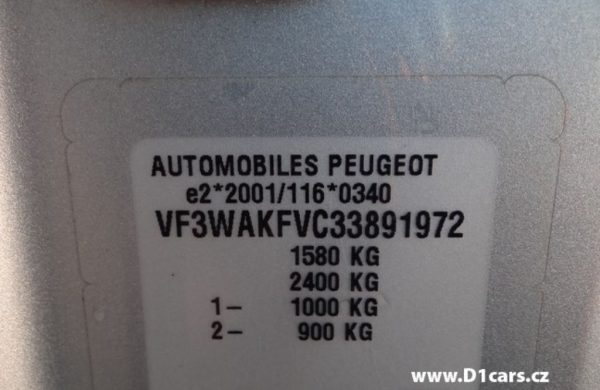 AUTOMOBILES PEUGEOT
e2*2001/116*0340
VF3WAKFVC33891972
1580 KG
2400 KG
1– 1000 KG
2– 900 KG
www.D1cars.cz